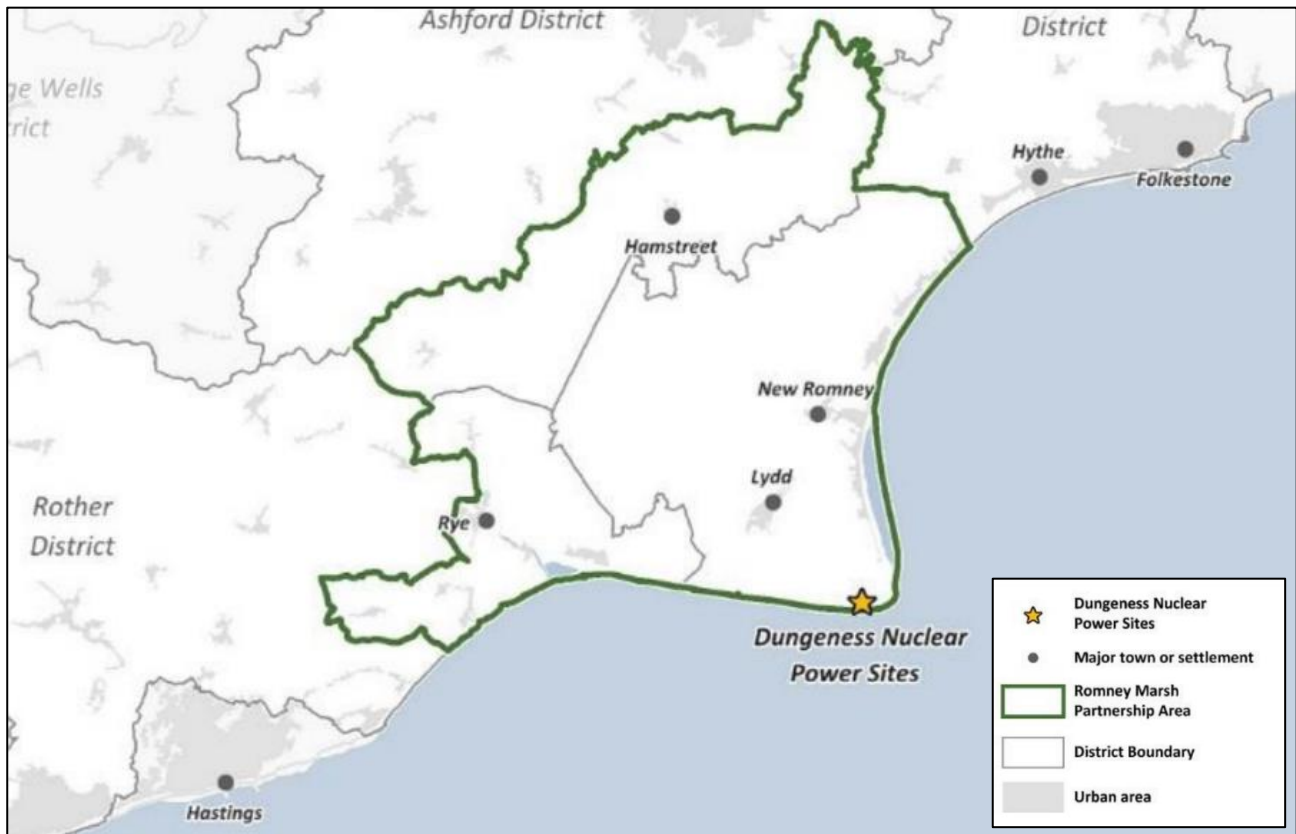 Ashford District
District
ge Wells
trict
Hythe
Folkestone
Hamstreet
New Romney
Lydd
Rother
District
Rye
Dungeness Nuclear
Power Sites
Hastings
Dungeness Nuclear
Power Sites
Major town or settlement
Romney Marsh
Partnership Area
District Boundary
Urban area